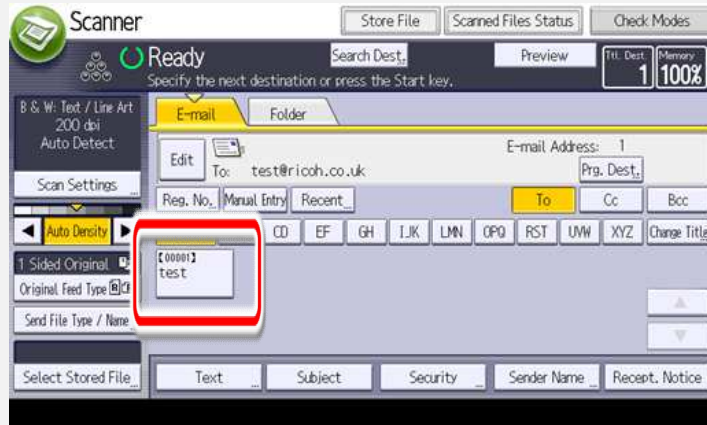 Scanner
Store File
Scanned Files Status
Check Modes
Ready
Search Dest.
Preview
Ttl. Dest.
1
Memory
100%
Specify the next destination or press the Start key.
B & W: Text / Line Art
200 dpi
Auto Detect
Scan Settings
Auto Density
1 Sided Original
Original Feed Type
Send File Type / Name
Select Stored File
E-mail
Folder
Edit
To: test@ricoh.co.uk
E-mail Address: 1
Prg. Dest.
Reg. No.
Manual Entry
Recent
To
Cc
Bcc
CD
EF
GH
IJK
LMN
OPQ
RST
UVW
XYZ
Change Title
【00001】
test
Text
Subject
Security
Sender Name
Recept. Notice